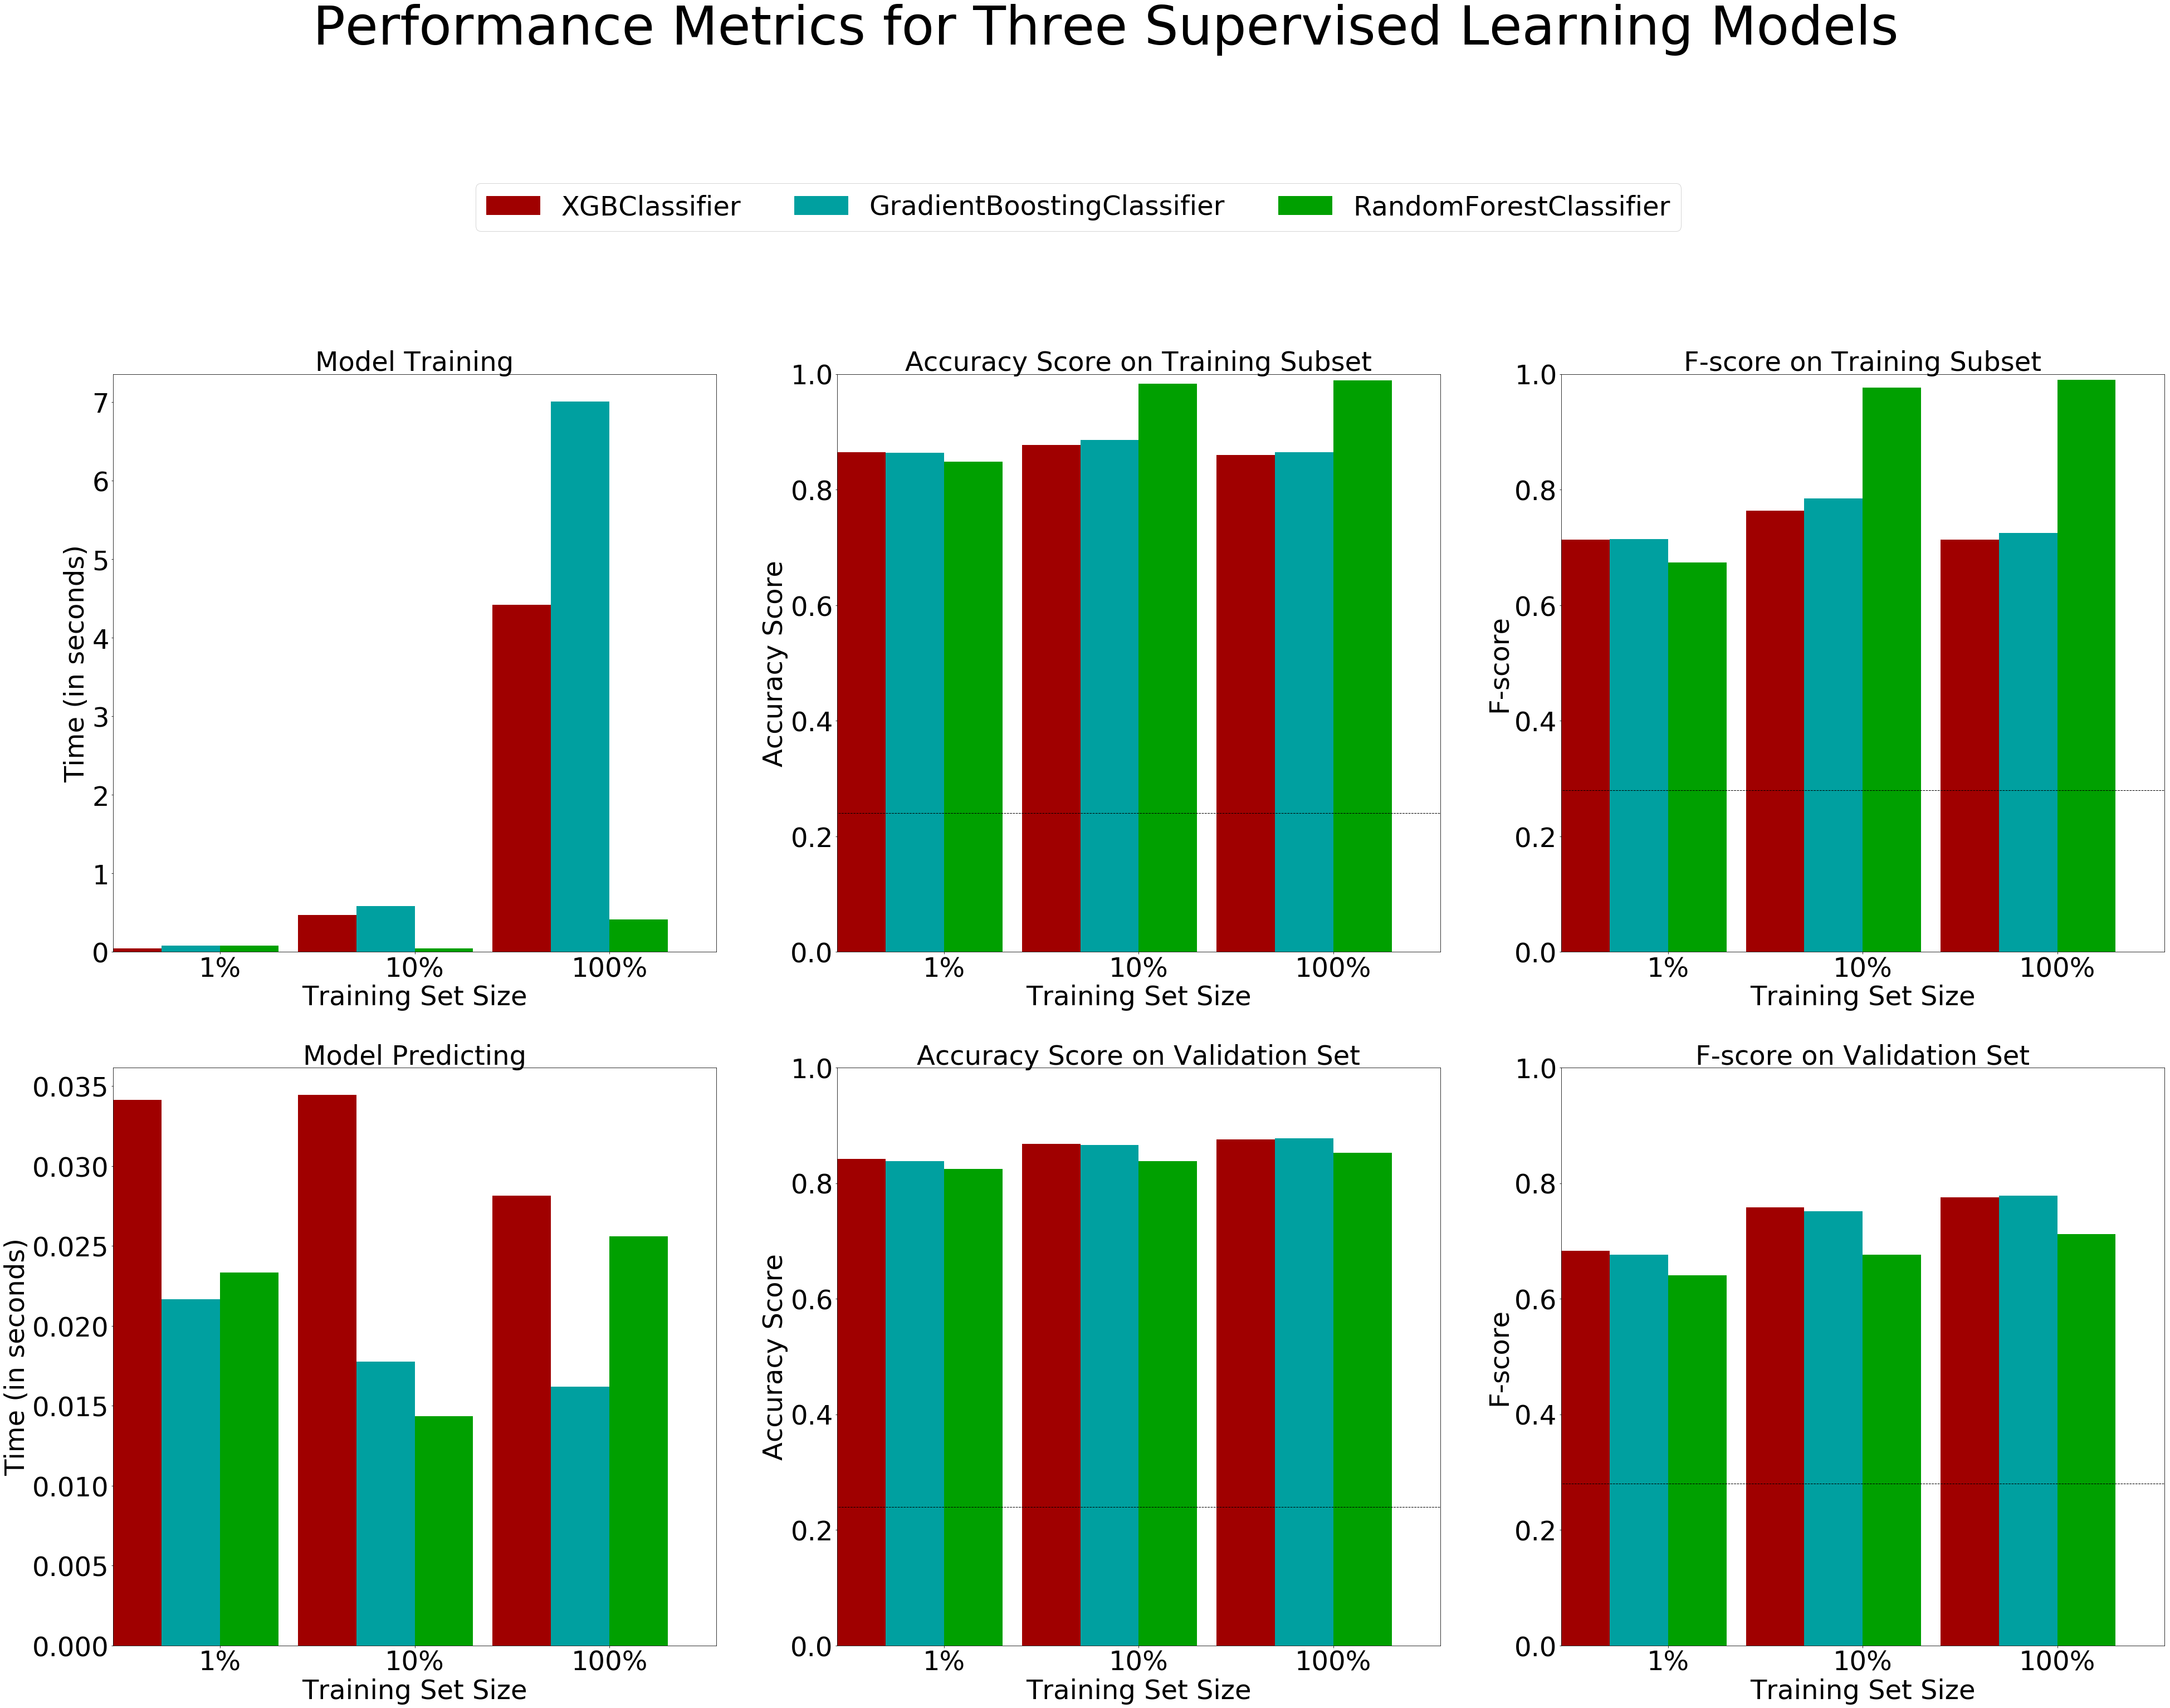 Performance Metrics for Three Supervised Learning Models
XGBClassifier GradientBoostingClassifier RandomForestClassifier
Model Training
Time (in seconds)
7
6
5
4
3
2
1
0
1% 10% 100%
Training Set Size
Accuracy Score on Training Subset
Accuracy Score
1.0
0.8
0.6
0.4
0.2
0.0
1% 10% 100%
Training Set Size
F-score on Training Subset
F-score
1.0
0.8
0.6
0.4
0.2
0.0
1% 10% 100%
Training Set Size
Model Predicting
Time (in seconds)
0.035
0.030
0.025
0.020
0.015
0.010
0.005
0.000
1% 10% 100%
Training Set Size
Accuracy Score on Validation Set
Accuracy Score
1.0
0.8
0.6
0.4
0.2
0.0
1% 10% 100%
Training Set Size
F-score on Validation Set
F-score
1.0
0.8
0.6
0.4
0.2
0.0
1% 10% 100%
Training Set Size